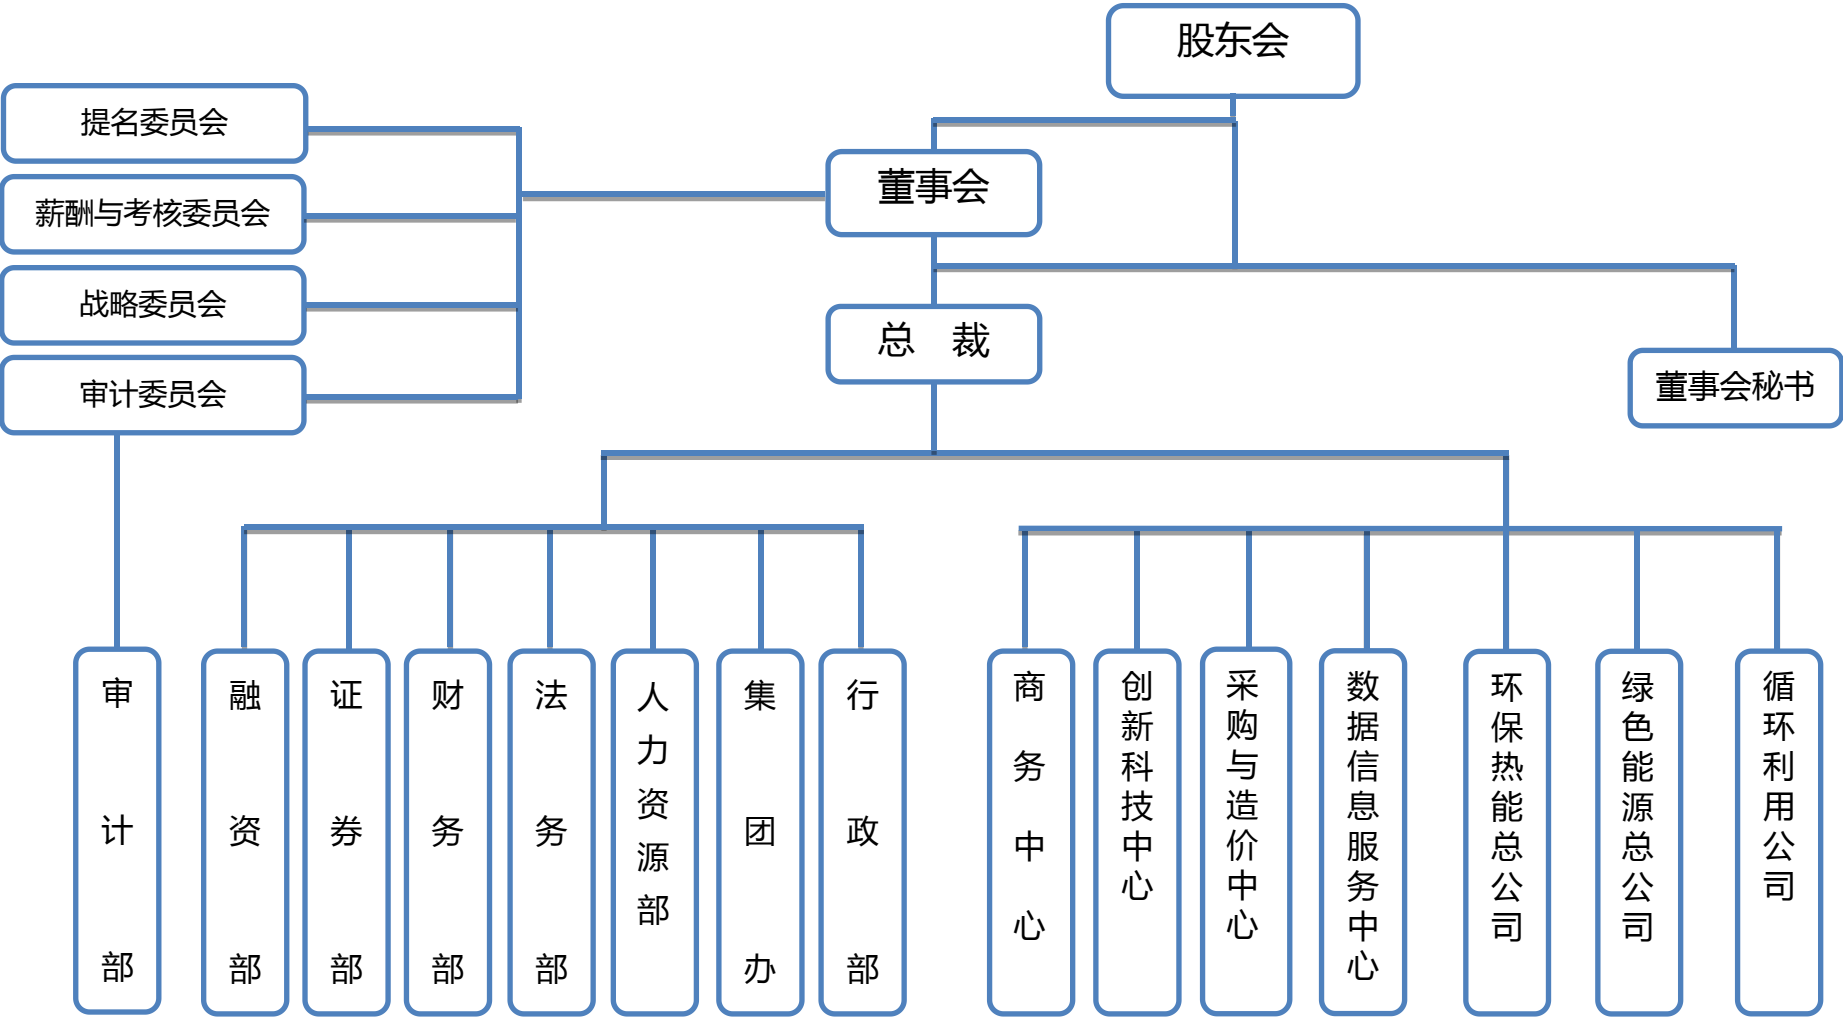 股东会
提名委员会
董事会
薪酬与考核委员会
战略委员会
总 裁
董事会秘书
审计委员会
审计部
融资部
证券部
财务部
法务部
人力资源部
集团办
行政部
商务中心
创新科技中心
采购与造价中心
数据信息服务中心
环保热能总公司
绿色能源总公司
循环利用公司